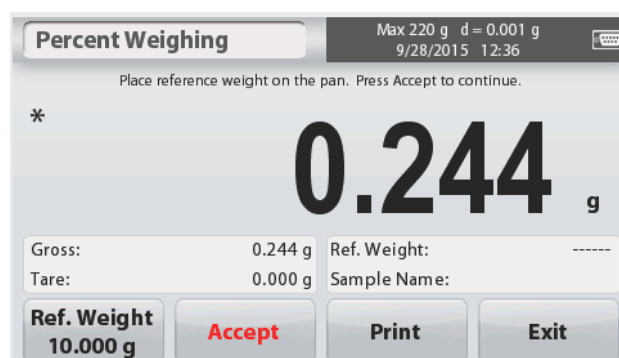 Percent Weighing
Max 220 g d = 0.001 g
9/28/2015 12:36
Place reference weight on the pan. Press Accept to continue.
*
0.244 g
Gross: 0.244 g
Tare: 0.000 g
Ref. Weight: ------
Sample Name:
Ref. Weight
10.000 g
Accept
Print
Exit